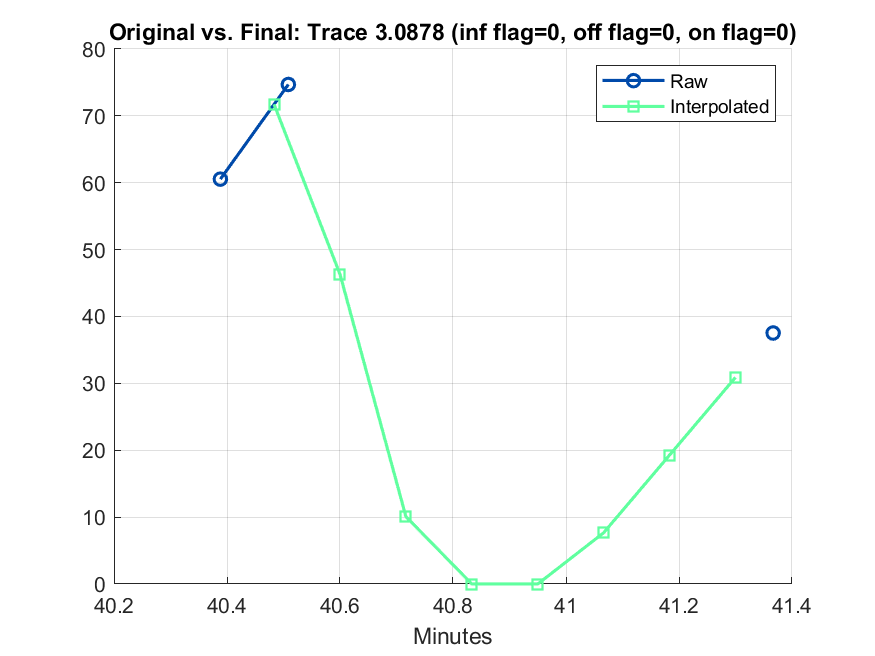 Original vs. Final: Trace 3.0878 (inf flag=0, off flag=0, on flag=0)
80
70
60
50
40
30
20
10
0
Raw
Interpolated
40.2 40.4 40.6 40.8 41 41.2 41.4
Minutes